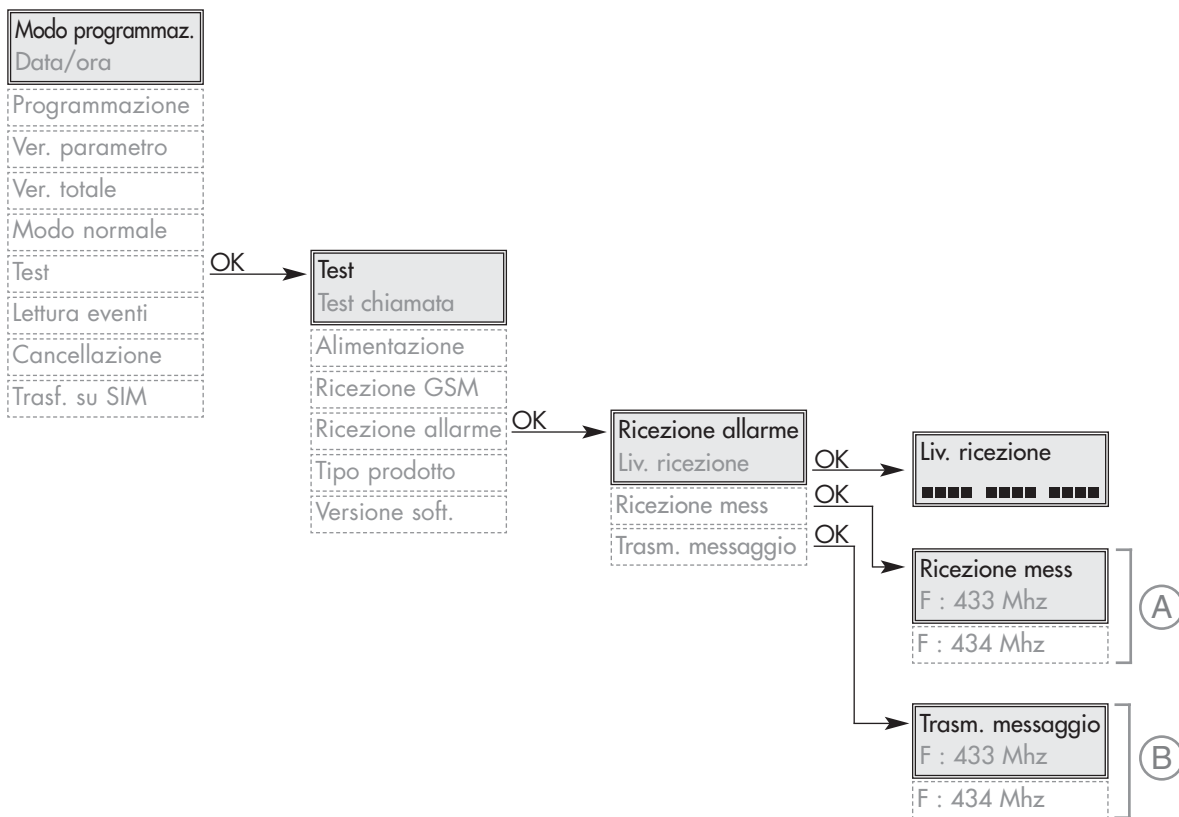 Modo programmaz.
Data/ora
Programmazione
Ver. parametro
Ver. totale
Modo normale
Test
Lettura eventi
Cancellazione
Trasf. su SIM
OK
Test
Test chiamata
Alimentazione
Ricezione GSM
Ricezione allarme
Tipo prodotto
Versione soft.
OK
Ricezione allarme
Liv. ricezione
Ricezione mess
Trasm. messaggio
OK
OK
OK
Liv. ricezione
Ricezione mess
F : 433 Mhz
F : 434 Mhz
A
Trasm. messaggio
F : 433 Mhz
F : 434 Mhz
B